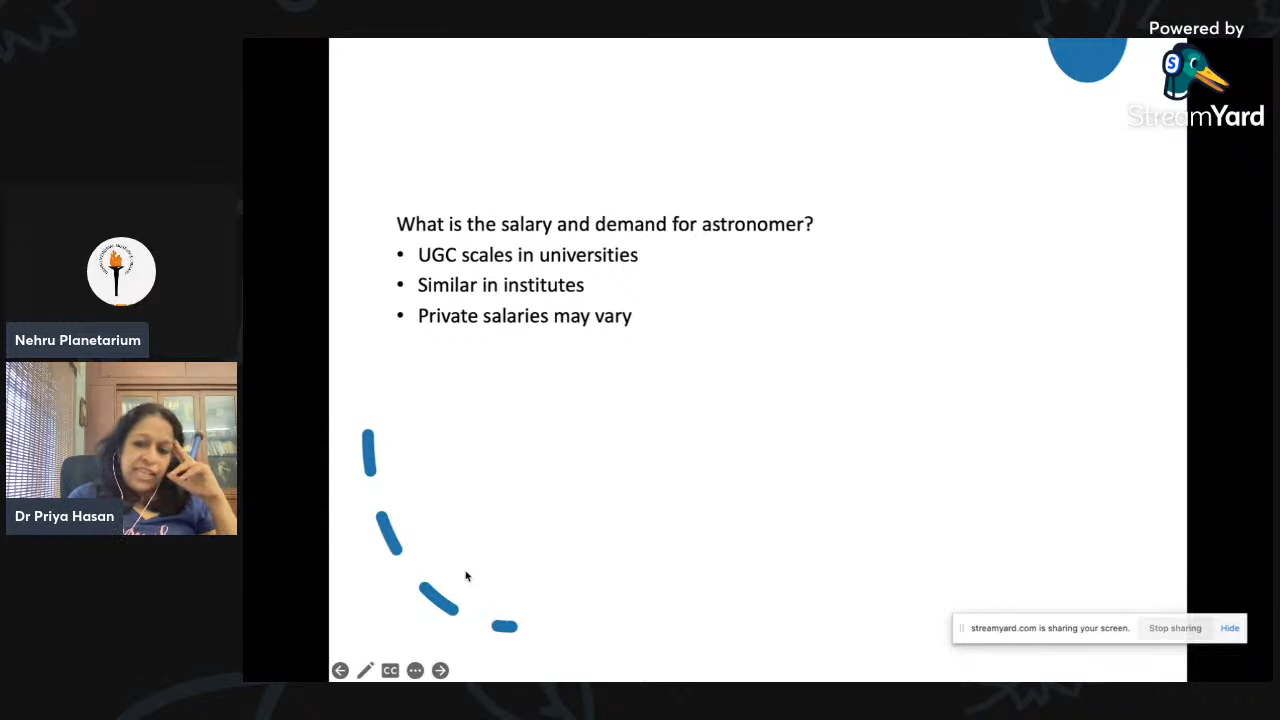 Powered by
StreamYard
What is the salary and demand for astronomer?
• UGC scales in universities
• Similar in institutes
• Private salaries may vary
Nehru Planetarium
Dr Priya Hasan
streamyard.com is sharing your screen. Stop sharing Hide
CC